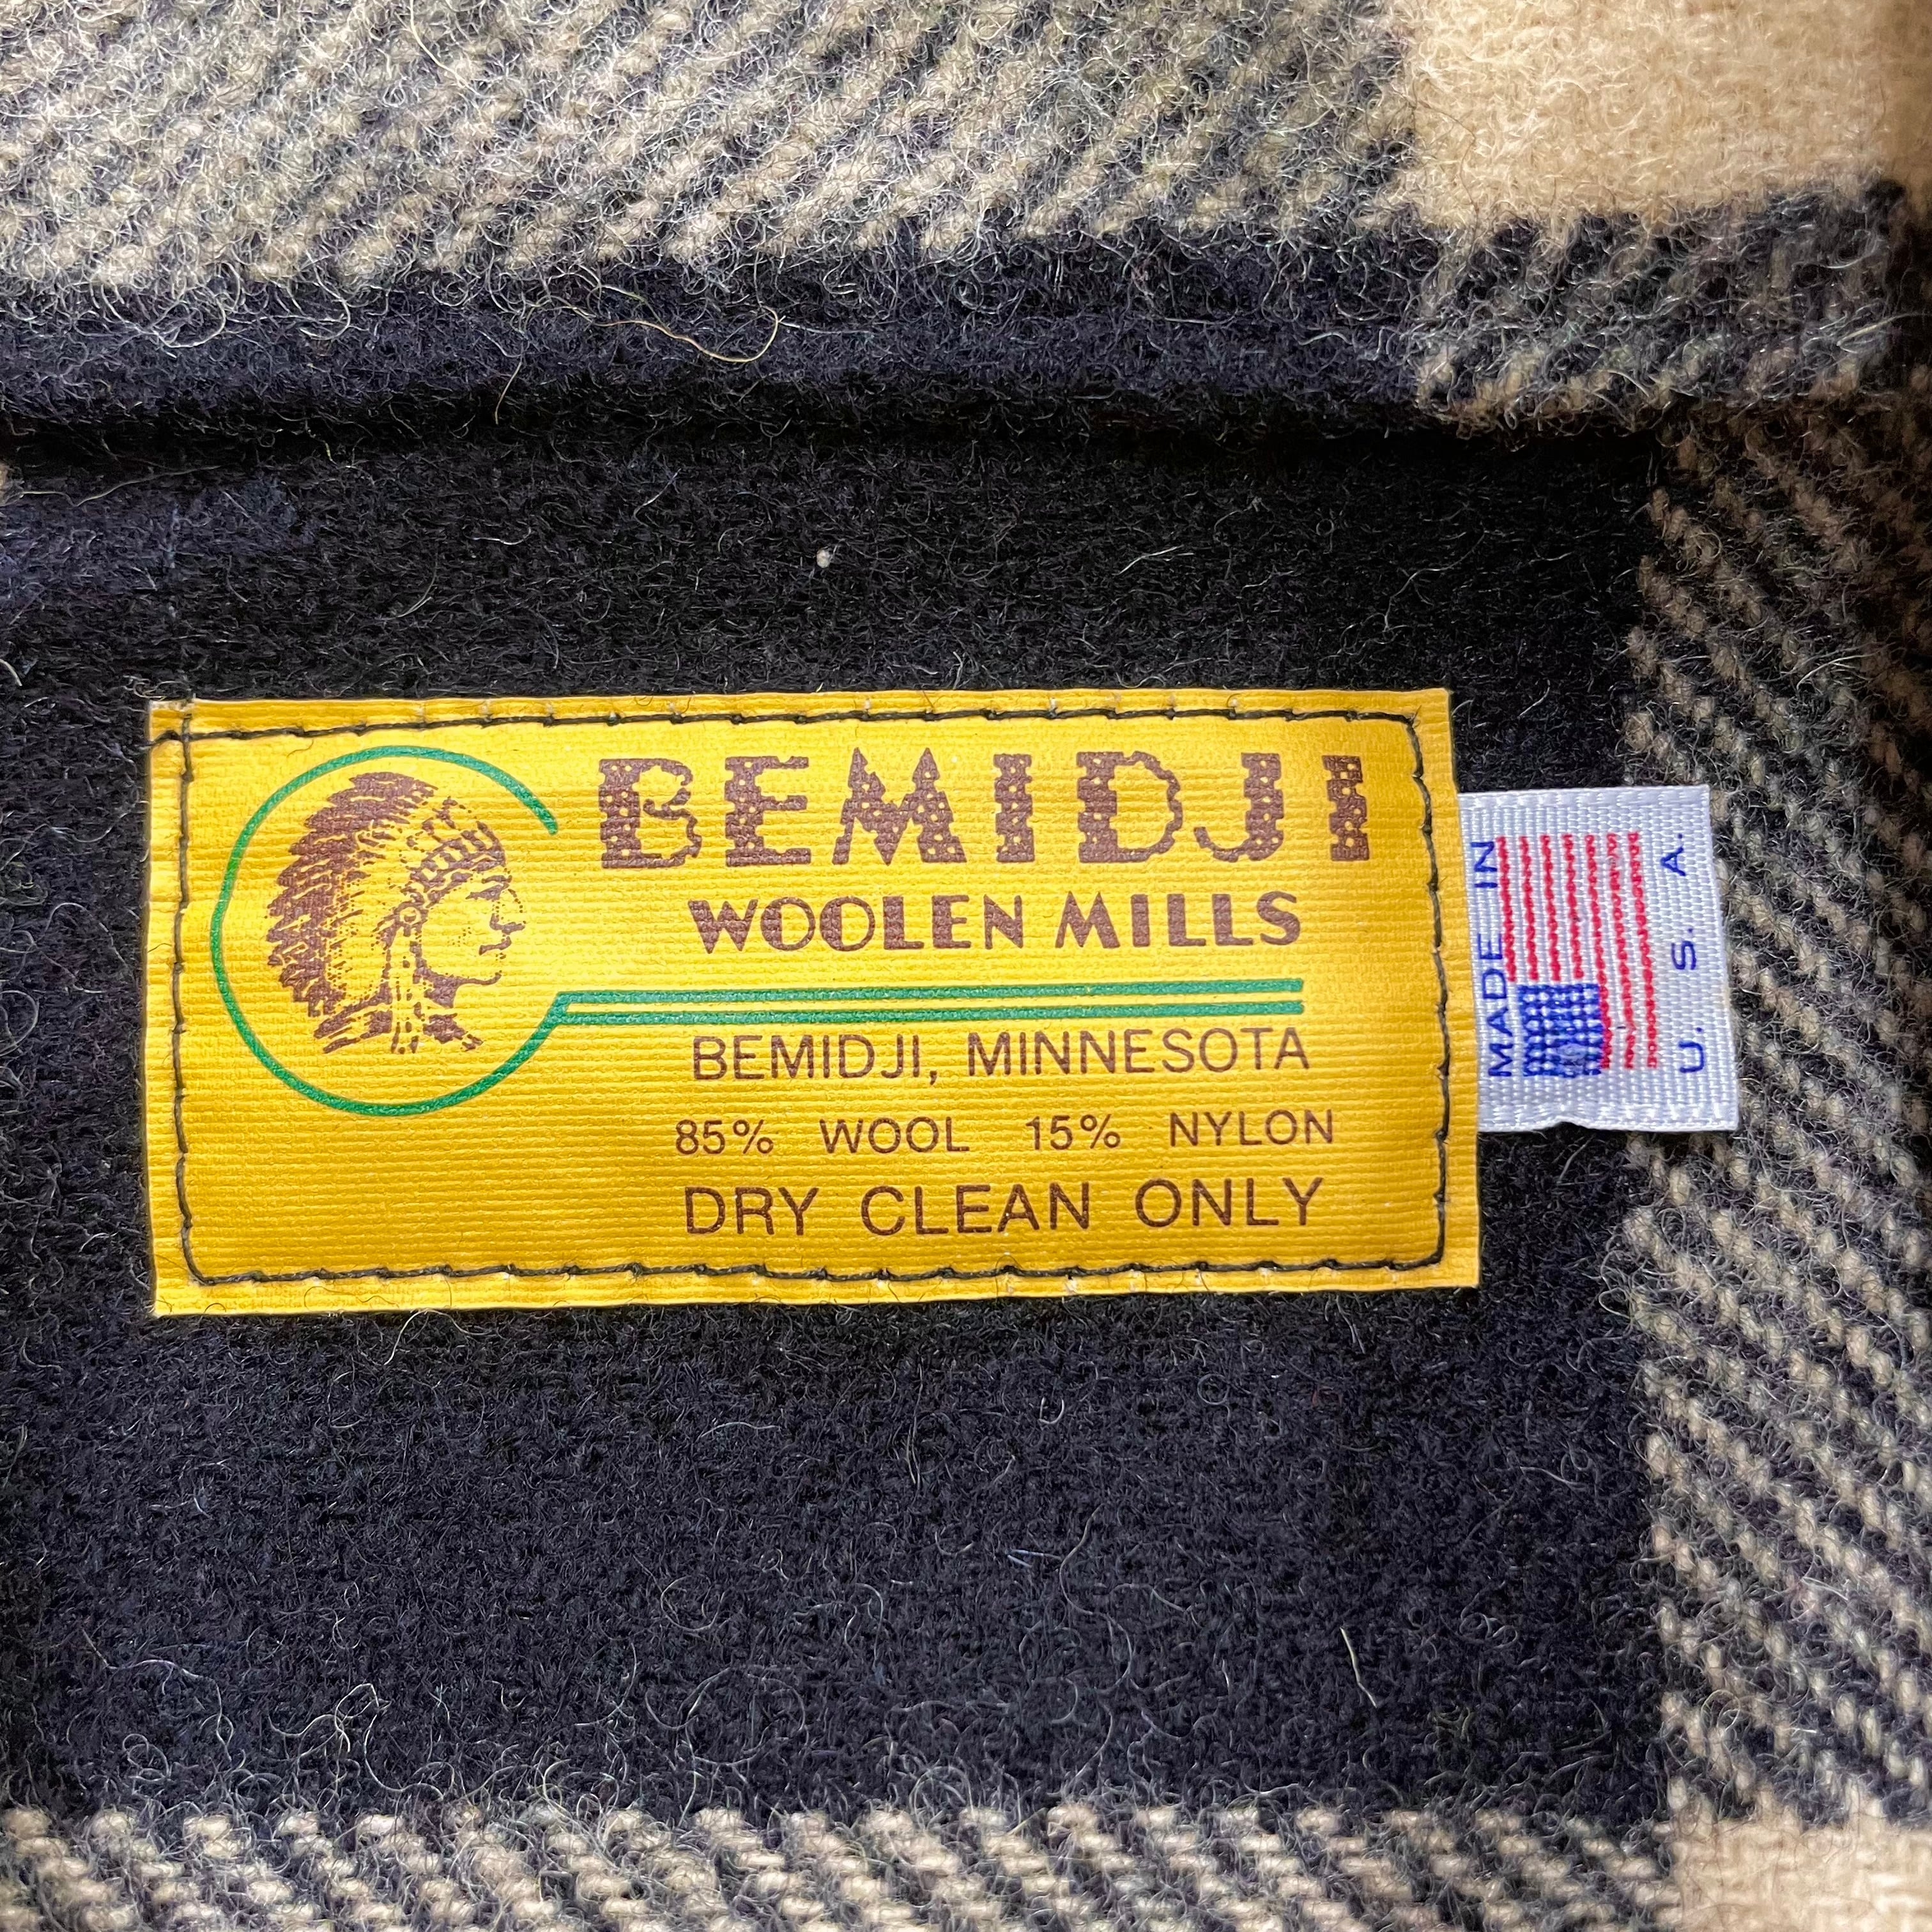 BEMIDJI
WOOLEN MILLS
BEMIDJI, MINNESOTA
85% WOOL 15% NYLON
DRY CLEAN ONLY
MADE IN
U. S. A.